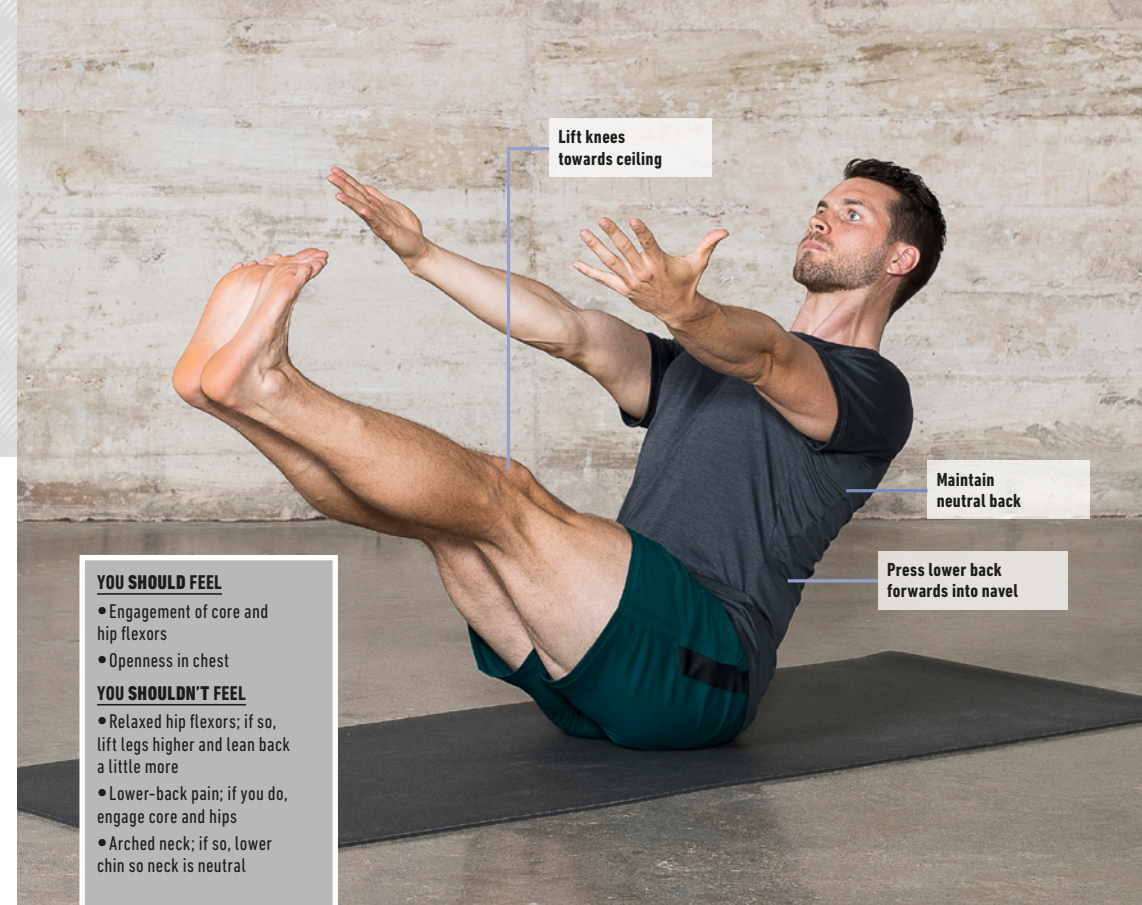 Lift knees
towards ceiling
Maintain
neutral back
Press lower back
forwards into navel
YOU SHOULD FEEL
• Engagement of core and
hip flexors
• Openness in chest
YOU SHOULDN'T FEEL
• Relaxed hip flexors; if so,
lift legs higher and lean back
a little more
• Lower-back pain; if you do,
engage core and hips
• Arched neck; if so, lower
chin so neck is neutral